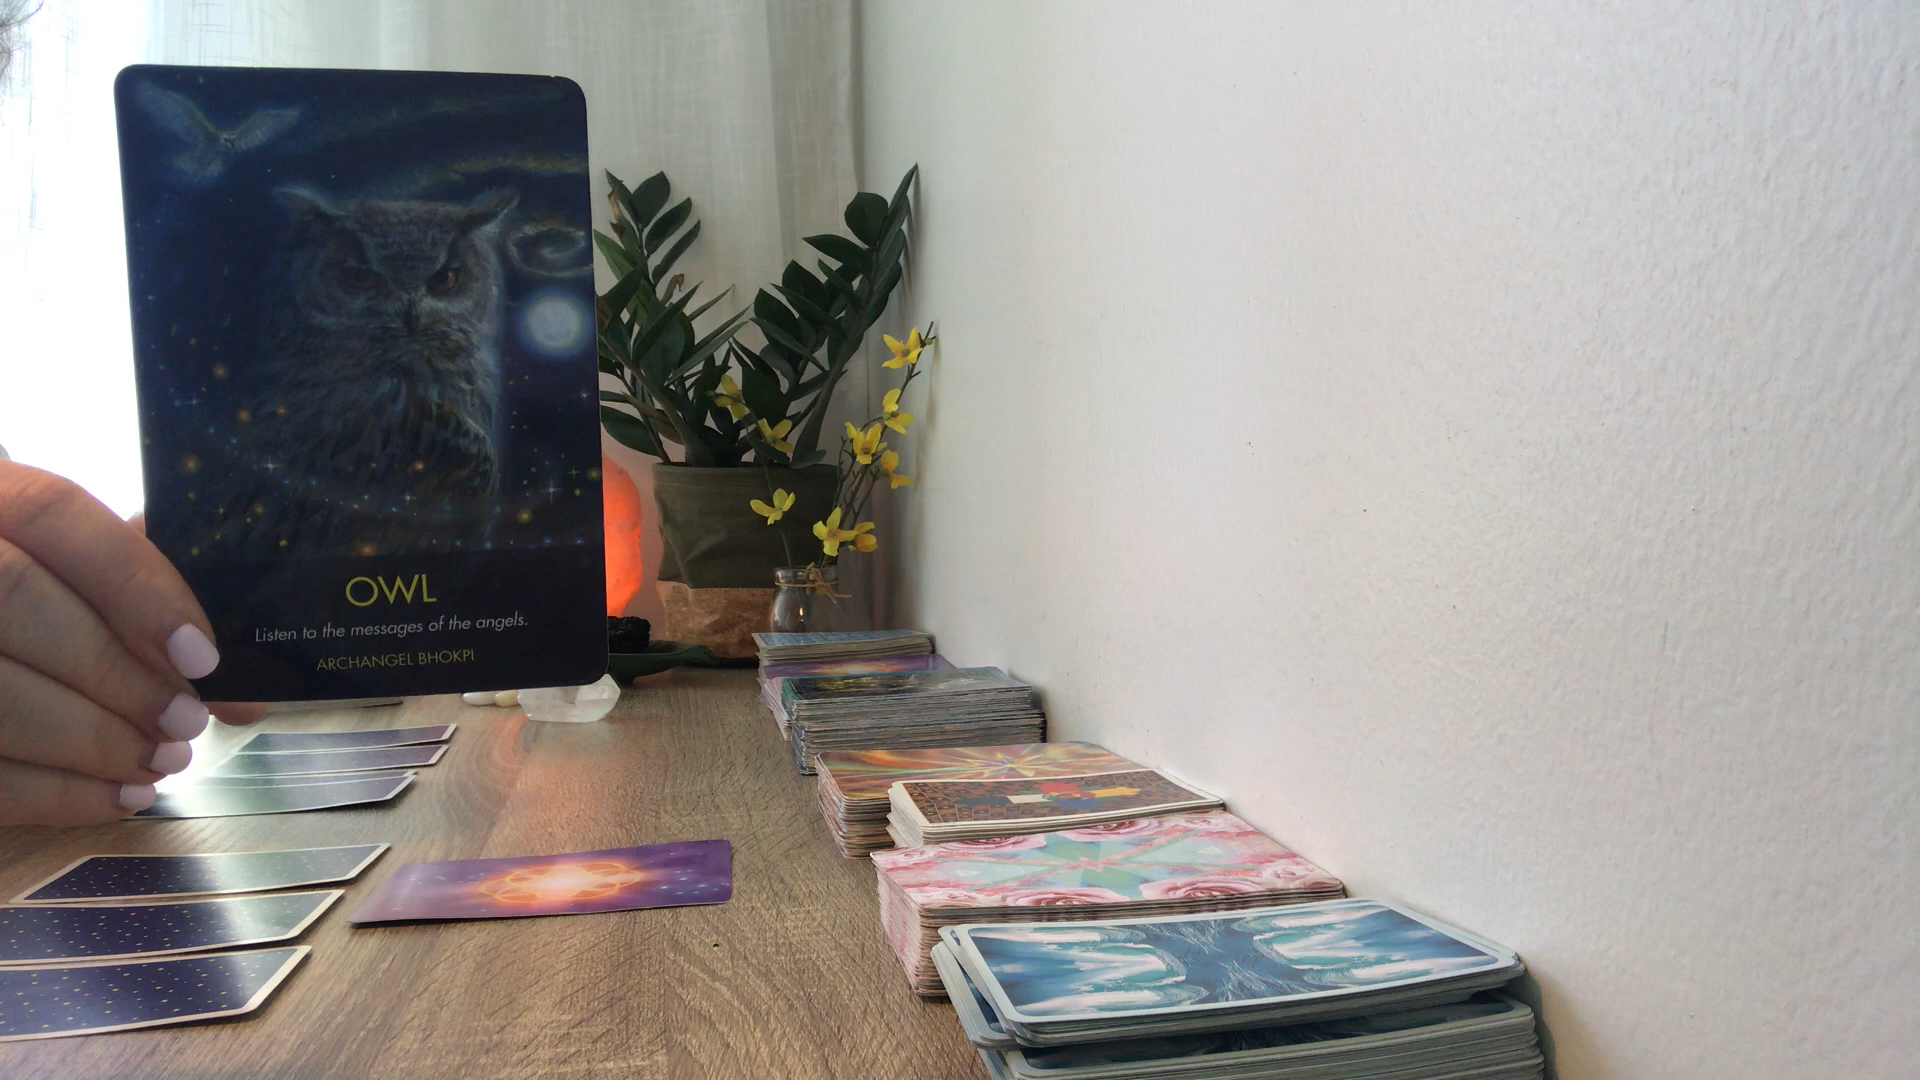 OWL
Listen to the messages of the angels.
ARCHANGEL BHOKPI